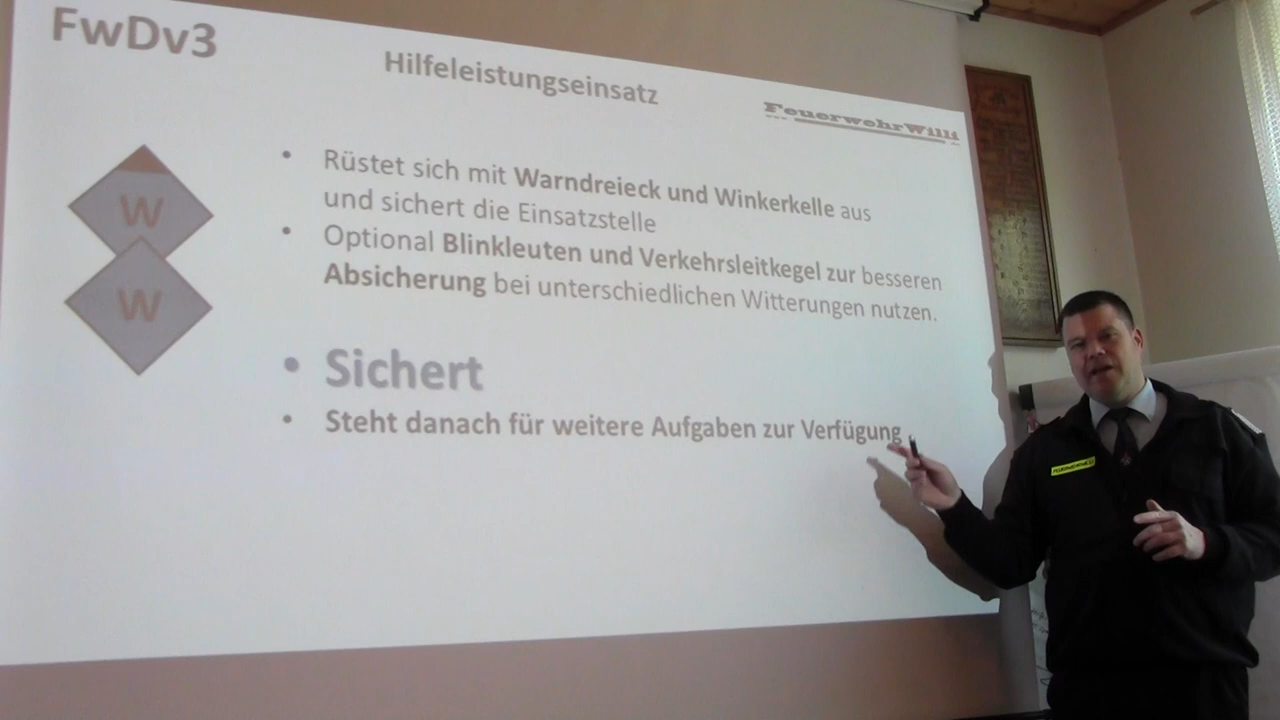 FwDv3
Hilfeleistungseinsatz
FeuerwehrWilli
W
W
• Rüstet sich mit Warndreieck und Winkerkelle aus
und sichert die Einsatzstelle
• Optional Blinkleuten und Verkehrsleitkegel zur besseren
Absicherung bei unterschiedlichen Witterungen nutzen.
• Sichert
• Steht danach für weitere Aufgaben zur Verfügung